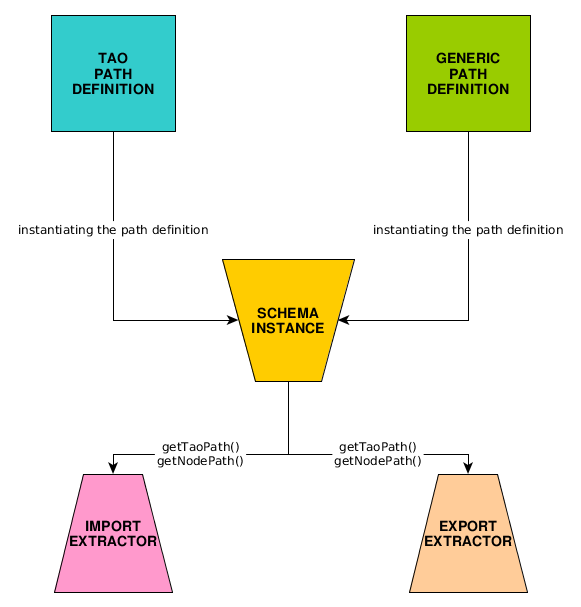 TAO
PATH
DEFINITION
GENERIC
PATH
DEFINITION
instantiating the path definition
instantiating the path definition
SCHEMA
INSTANCE
getTaoPath()
getNodePath()
getTaoPath()
getNodePath()
IMPORT
EXTRACTOR
EXPORT
EXTRACTOR